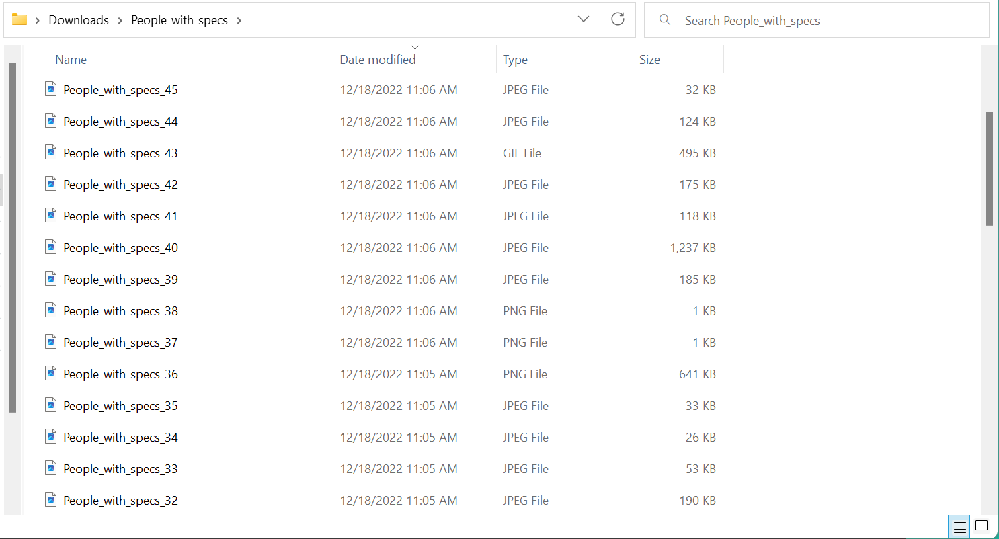 Downloads People_with_specs Search People_with_specs
Name Date modified Type Size
People_with_specs_45 12/18/2022 11:06 AM JPEG File 32 KB
People_with_specs_44 12/18/2022 11:06 AM JPEG File 124 KB
People_with_specs_43 12/18/2022 11:06 AM GIF File 495 KB
People_with_specs_42 12/18/2022 11:06 AM JPEG File 175 KB
People_with_specs_41 12/18/2022 11:06 AM JPEG File 118 KB
People_with_specs_40 12/18/2022 11:06 AM JPEG File 1,237 KB
People_with_specs_39 12/18/2022 11:06 AM JPEG File 185 KB
People_with_specs_38 12/18/2022 11:06 AM PNG File 1 KB
People_with_specs_37 12/18/2022 11:06 AM PNG File 1 KB
People_with_specs_36 12/18/2022 11:05 AM PNG File 641 KB
People_with_specs_35 12/18/2022 11:05 AM JPEG File 33 KB
People_with_specs_34 12/18/2022 11:05 AM JPEG File 26 KB
People_with_specs_33 12/18/2022 11:05 AM JPEG File 53 KB
People_with_specs_32 12/18/2022 11:05 AM JPEG File 190 KB